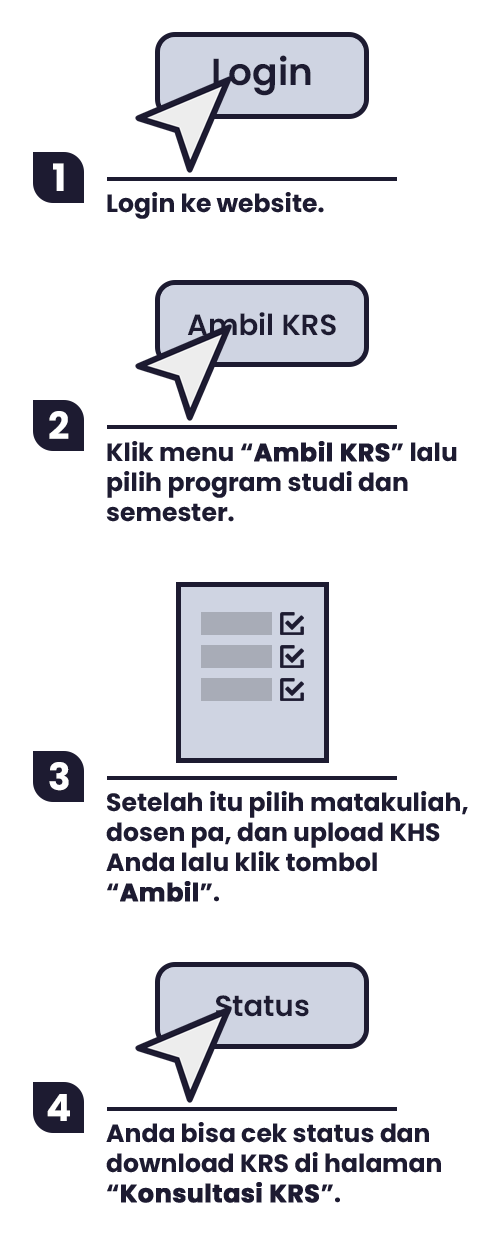 Login
1
Login ke website.
Ambil KRS
2
Klik menu “Ambil KRS” lalu
pilih program studi dan
semester.
3
Setelah itu pilih matakuliah,
dosen pa, dan upload KHS
Anda lalu klik tombol
“Ambil”.
Status
4
Anda bisa cek status dan
download KRS di halaman
“Konsultasi KRS”.